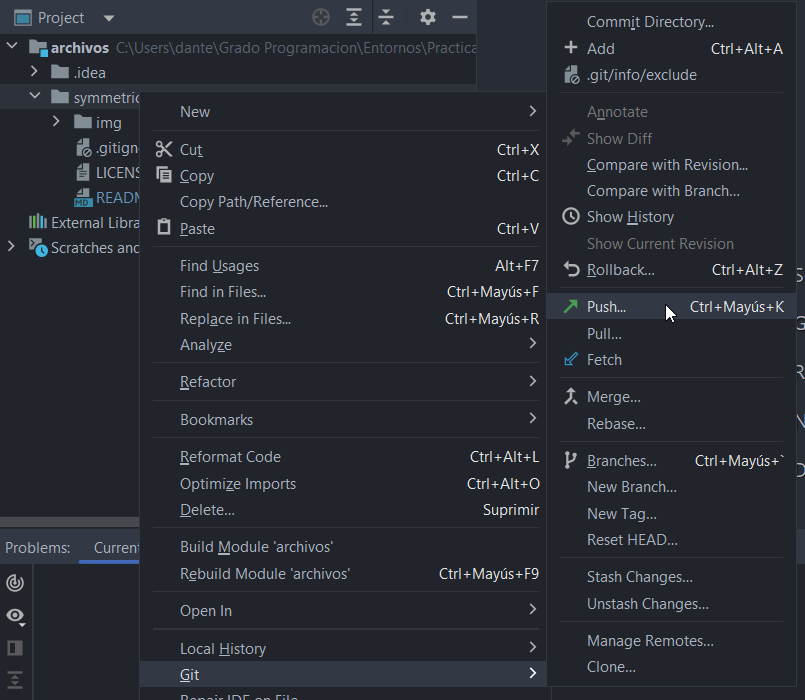 Project
archivos C:\Users\dante\Grado Programacion\Entornos\Practica
.idea
symmetric
img
.gitign
LICENS
READM
External Libra
Scratches and
Problems: Current
New
Cut Ctrl+X
Copy Ctrl+C
Copy Path/Reference...
Paste Ctrl+V
Find Usages Alt+F7
Find in Files... Ctrl+Mayús+F
Replace in Files... Ctrl+Mayús+R
Analyze
Refactor
Bookmarks
Reformat Code Ctrl+Alt+L
Optimize Imports Ctrl+Alt+O
Delete... Suprimir
Build Module 'archivos'
Rebuild Module 'archivos' Ctrl+Mayús+F9
Open In
Local History
Git
Repair IDE on File
Commit Directory...
Add Ctrl+Alt+A
.git/info/exclude
Annotate
Show Diff
Compare with Revision...
Compare with Branch...
Show History
Show Current Revision
Rollback... Ctrl+Alt+Z
Push... Ctrl+Mayús+K
Pull...
Fetch
Merge...
Rebase...
Branches... Ctrl+Mayús+`
New Branch...
New Tag...
Reset HEAD...
Stash Changes...
Unstash Changes...
Manage Remotes...
Clone...